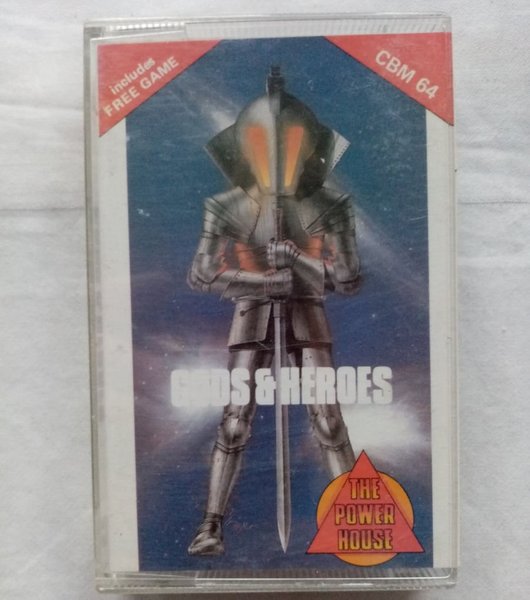 includes
FREE GAME
CBM 64
GODS & HEROES
THE
POWER
HOUSE